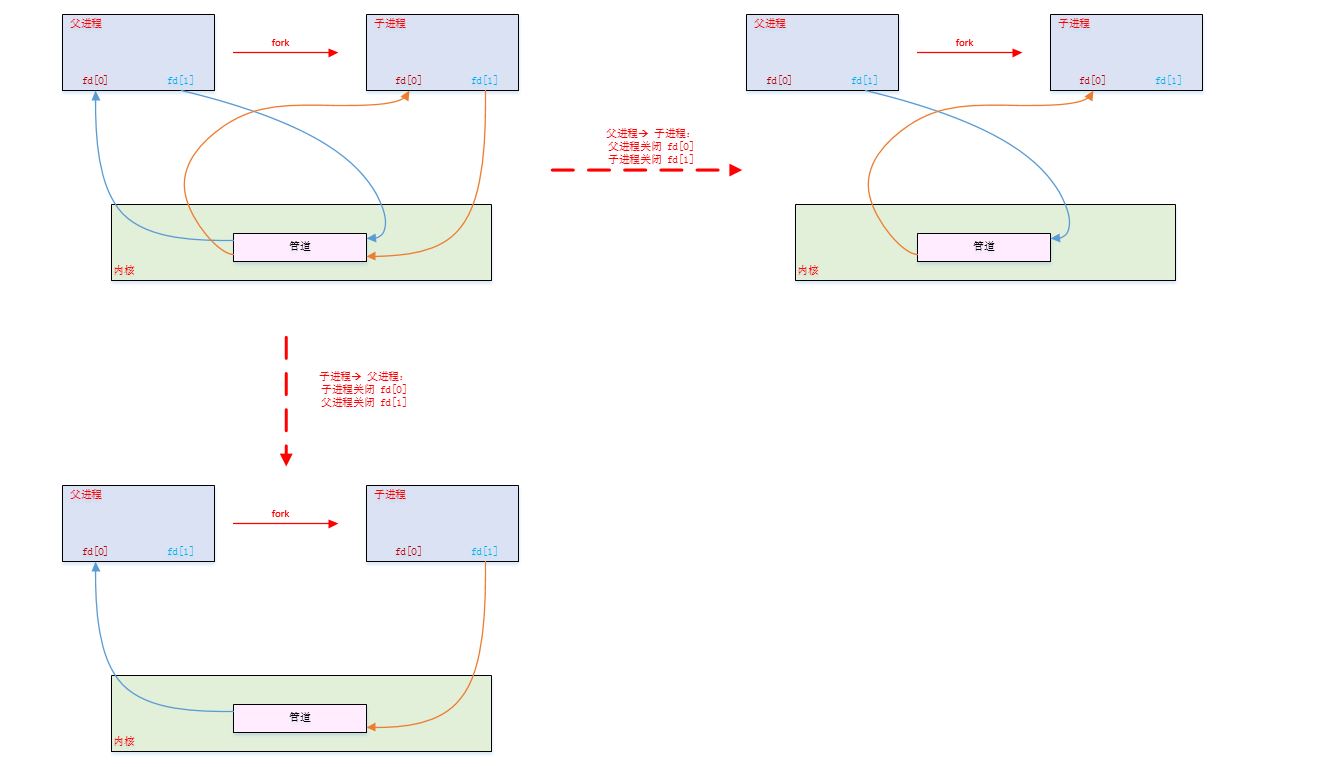 父进程
fork
子进程
fd[0]
fd[1]
fd[0]
fd[1]
管道
内核
父进程→ 子进程:
父进程关闭 fd[0]
子进程关闭 fd[1]
父进程
fork
子进程
fd[0]
fd[1]
fd[0]
fd[1]
管道
内核
子进程→ 父进程:
子进程关闭 fd[0]
父进程关闭 fd[1]
父进程
fork
子进程
fd[0]
fd[1]
fd[0]
fd[1]
管道
内核